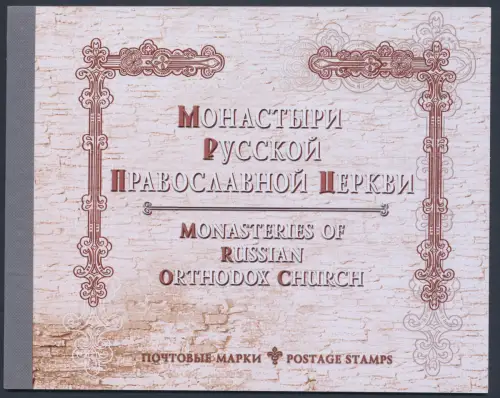 Монастыри
Русской
Православной Церкви
Monasteries of
Russian
Orthodox Church
ПОЧТОВЫЕ МАРКИ POSTAGE STAMPS